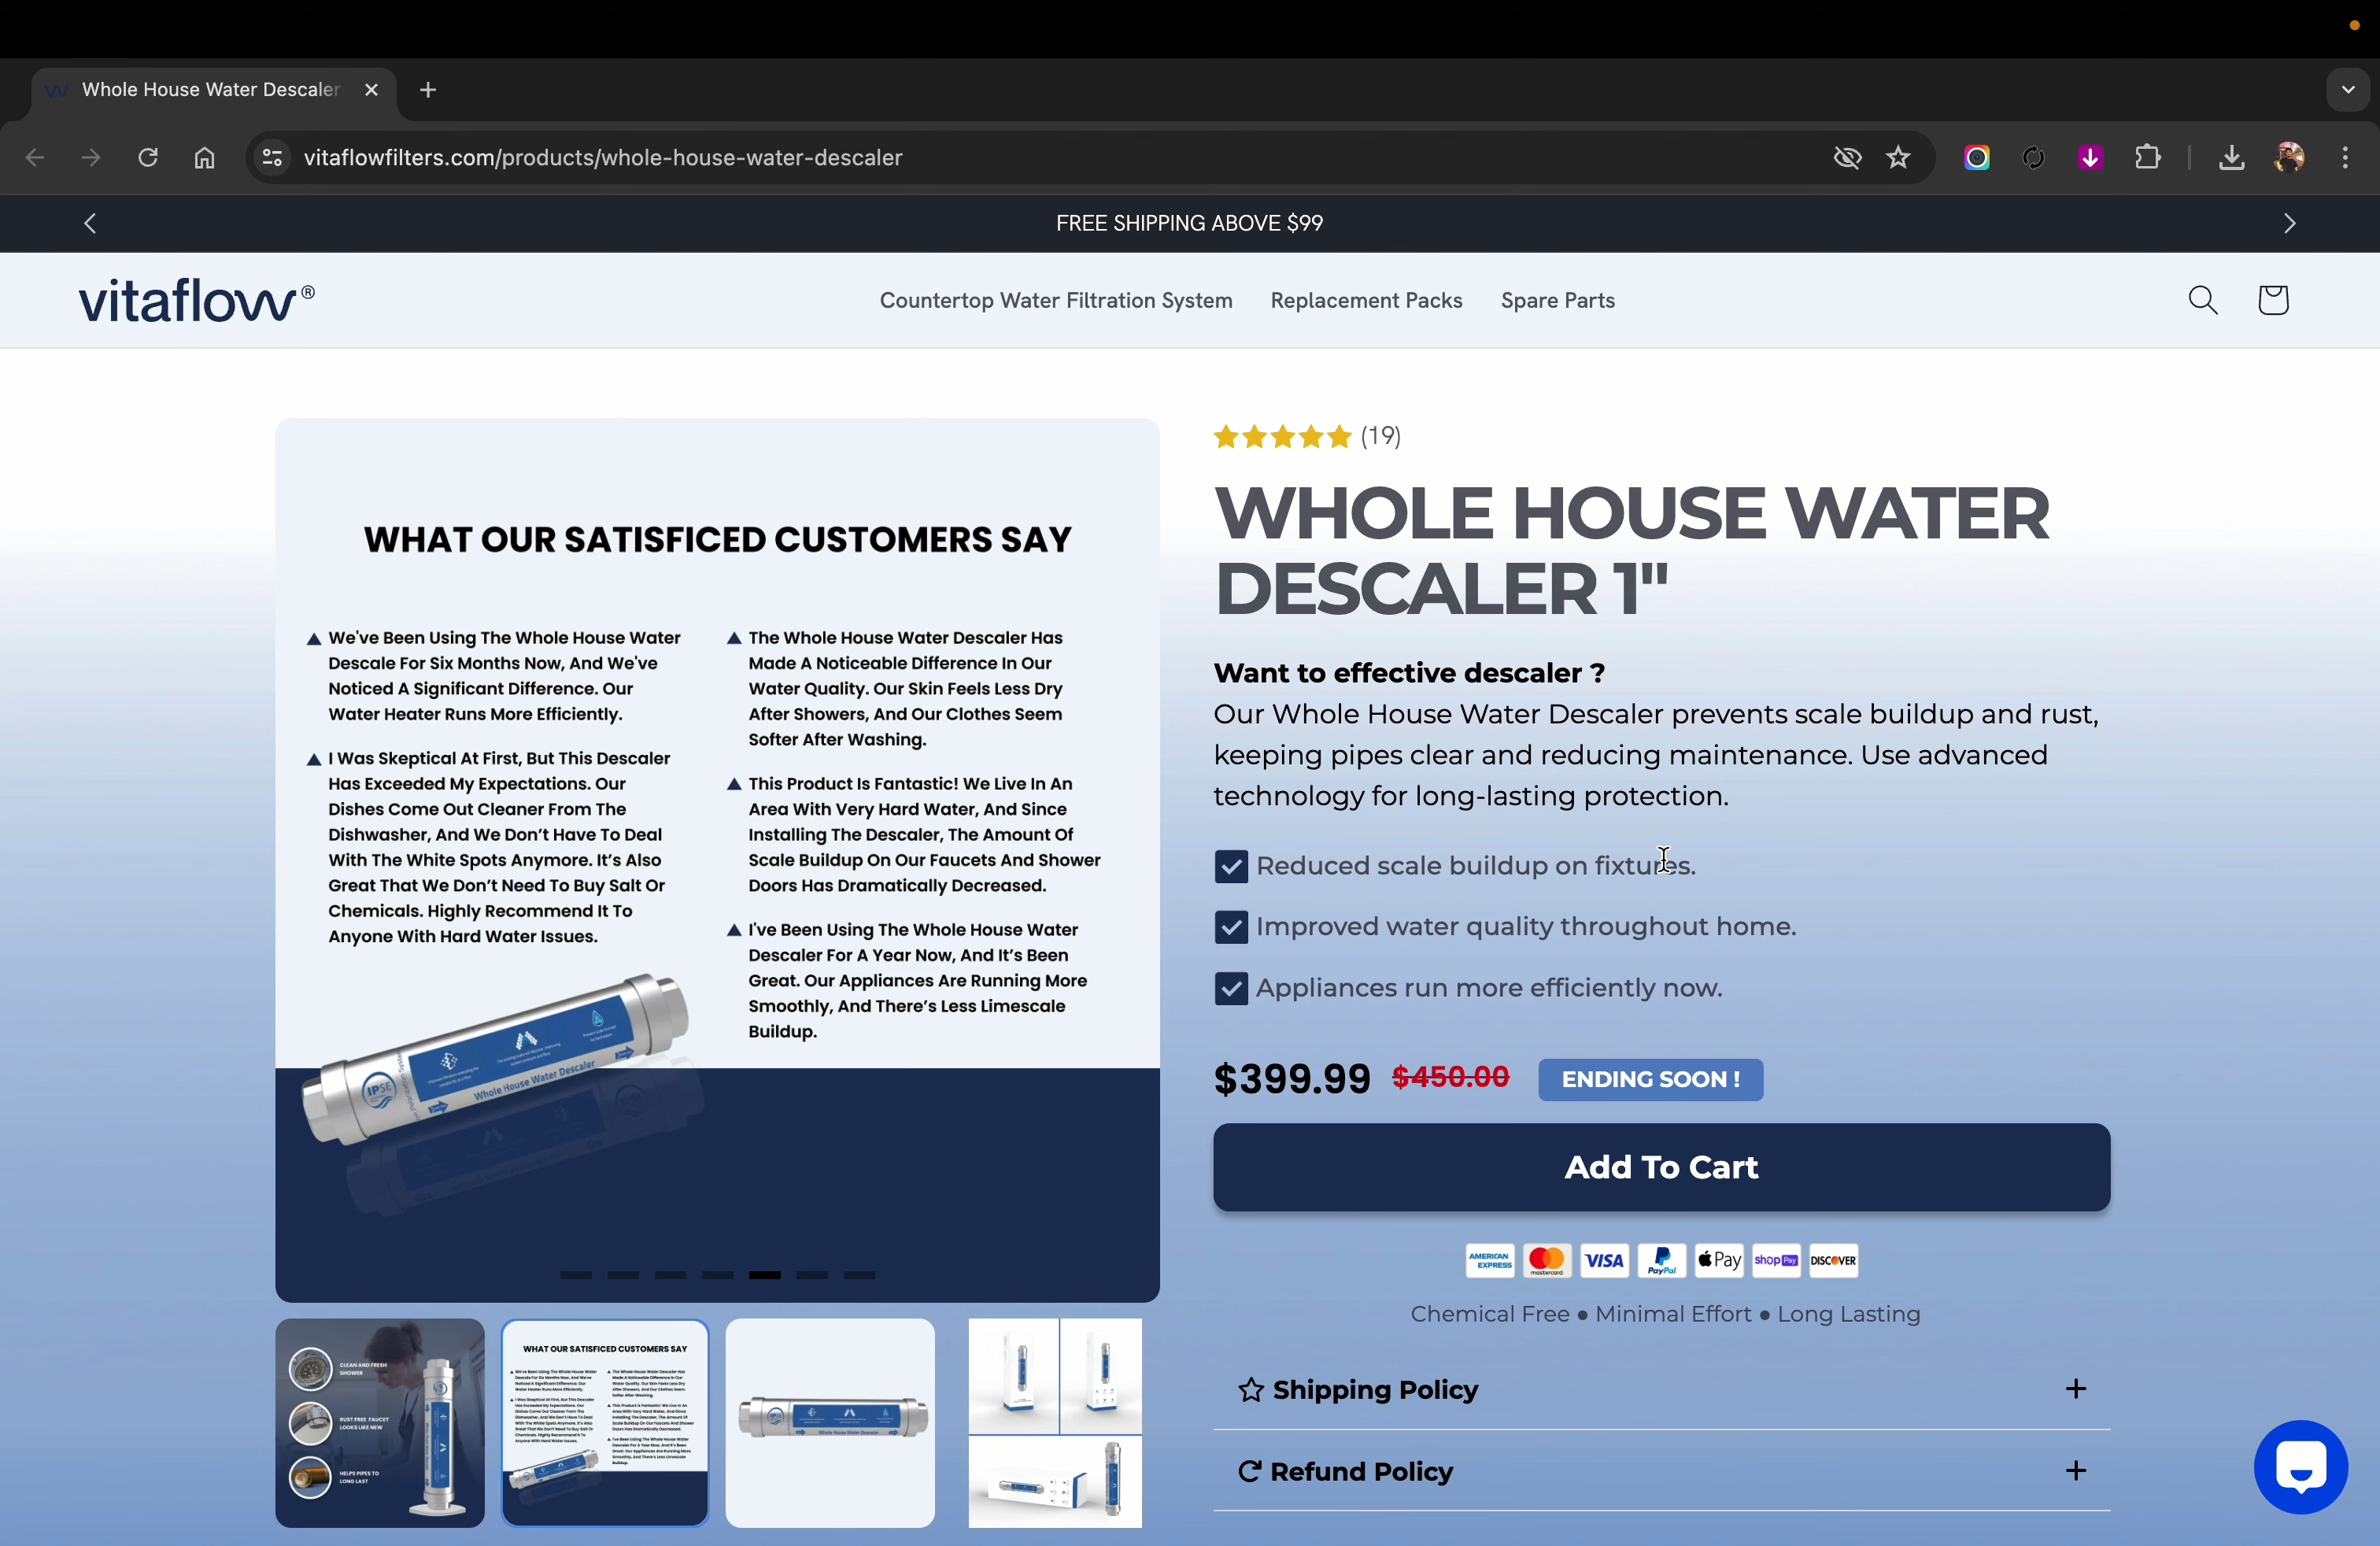 Whole House Water Descaler
vitaflowfilters.com/products/whole-house-water-descaler
FREE SHIPPING ABOVE $99
vitaflow®
Countertop Water Filtration System Replacement Packs Spare Parts
WHAT OUR SATISFICED CUSTOMERS SAY
We've Been Using The Whole House Water
Descale For Six Months Now, And We've
Noticed A Significant Difference. Our
Water Heater Runs More Efficiently.
I Was Skeptical At First, But This Descaler
Has Exceeded My Expectations. Our
Dishes Come Out Cleaner From The
Dishwasher, And We Don't Have To Deal
With The White Spots Anymore. It's Also
Great That We Don't Need To Buy Salt Or
Chemicals. Highly Recommend It To
Anyone With Hard Water Issues.
The Whole House Water Descaler Has
Made A Noticeable Difference In Our
Water Quality. Our Skin Feels Less Dry
After Showers, And Our Clothes Seem
Softer After Washing.
This Product Is Fantastic! We Live In An
Area With Very Hard Water, And Since
Installing The Descaler, The Amount Of
Scale Buildup On Our Faucets And Shower
Doors Has Dramatically Decreased.
I've Been Using The Whole House Water
Descaler For A Year Now, And It's Been
Great. Our Appliances Are Running More
Smoothly, And There's Less Limescale
Buildup.
IPSE
Whole House Water Descaler
CLEAN AND FRESH
SHOWER
RUST FREE FAUCET
LOOKS LIKE NEW
HELPS PIPES TO
LONG LAST
WHAT OUR SATISFICED CUSTOMERS SAY
Whole House Water Descaler
(19)
WHOLE HOUSE WATER
DESCALER 1"
Want to effective descaler ?
Our Whole House Water Descaler prevents scale buildup and rust,
keeping pipes clear and reducing maintenance. Use advanced
technology for long-lasting protection.
Reduced scale buildup on fixtures.
Improved water quality throughout home.
Appliances run more efficiently now.
$399.99 $450.00 ENDING SOON !
Add To Cart
AMERICAN EXPRESS mastercard VISA PayPal Pay shop Pay DISCOVER
Chemical Free • Minimal Effort • Long Lasting
Shipping Policy
Refund Policy